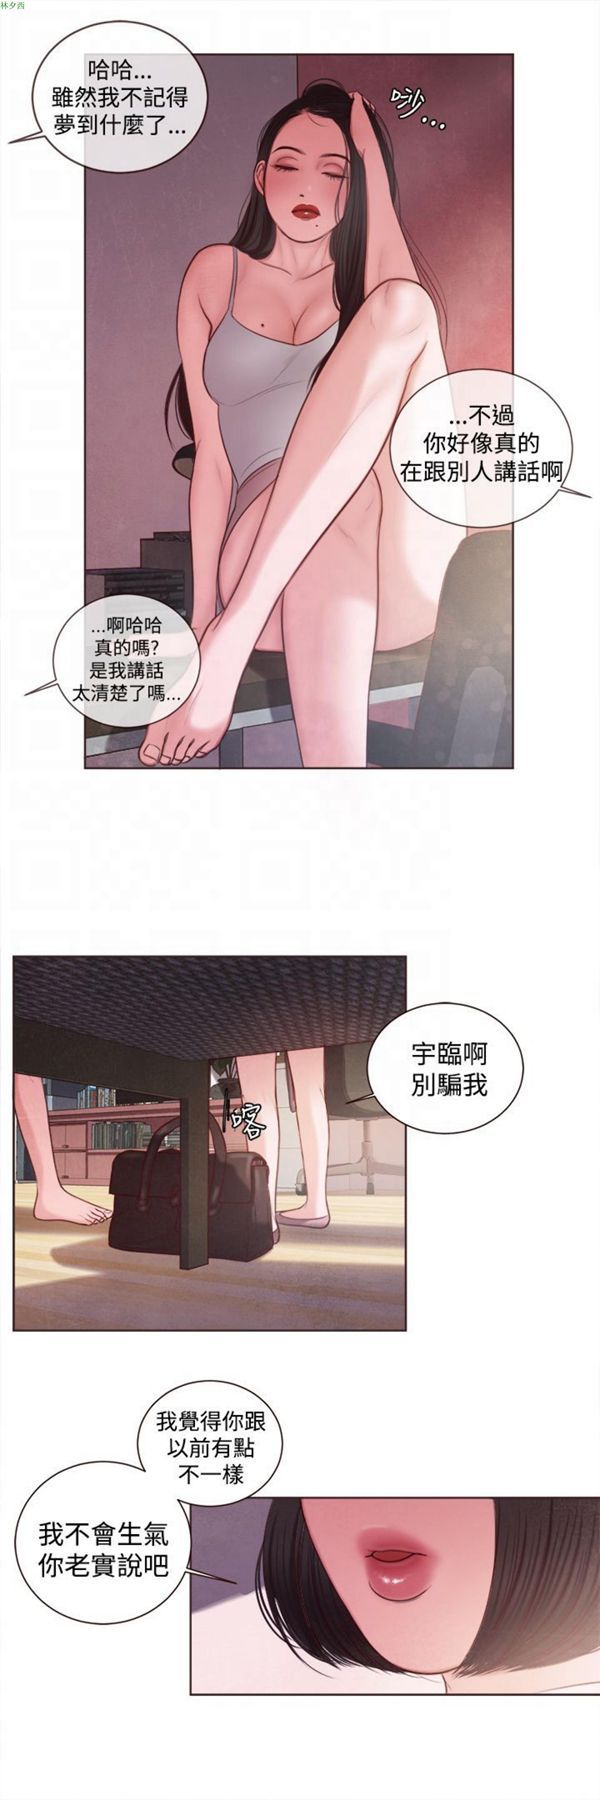 林夕西
哈哈...
雖然我不記得
夢到什麼了...
唦...
...不過
你好像真的
在跟別人講話啊
...啊哈哈
真的嗎?
是我講話
太清楚了嗎...
宇臨啊
別騙我
喀
我覺得你跟
以前有點
不一樣
我不會生氣
你老實說吧